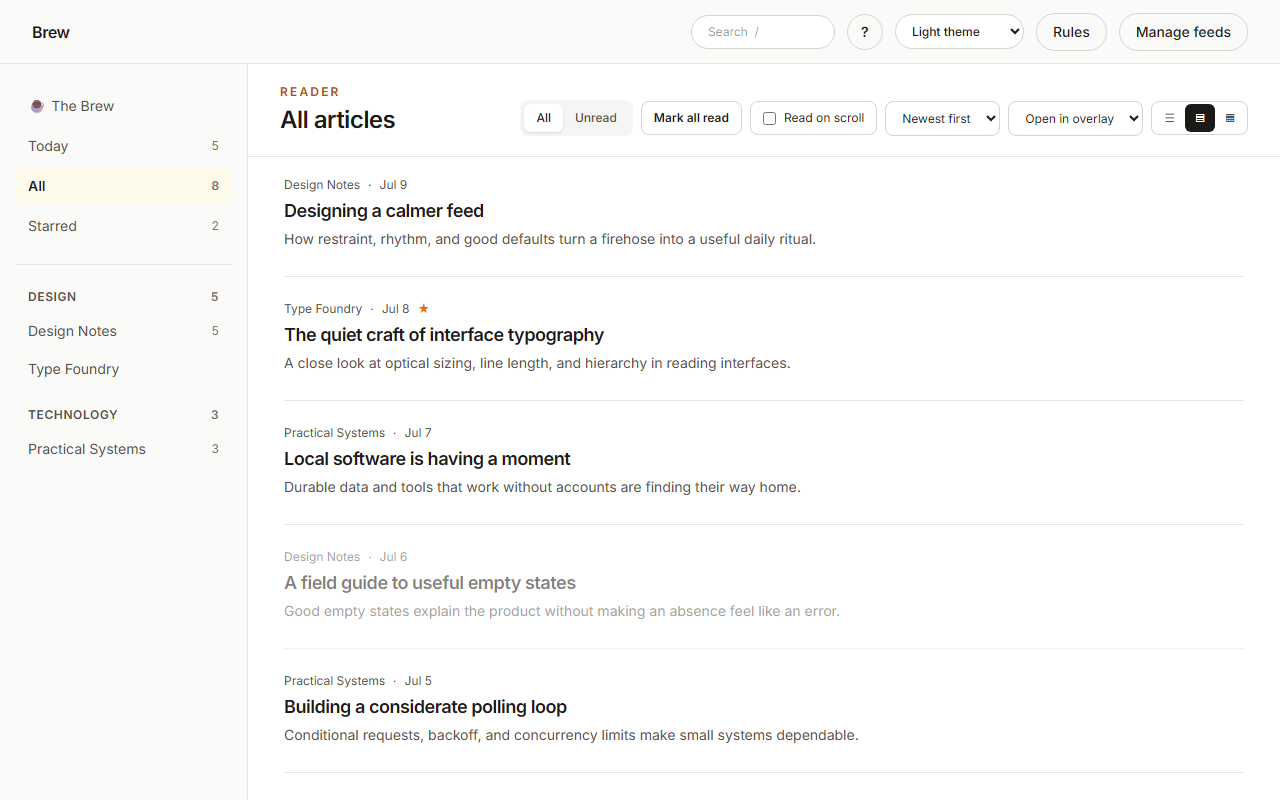 Brew
Search /
?
Light theme
Rules
Manage feeds
The Brew
Today 5
All 8
Starred 2
DESIGN 5
Design Notes 5
Type Foundry
TECHNOLOGY 3
Practical Systems 3
READER
All articles
All Unread
Mark all read
Read on scroll
Newest first
Open in overlay
Design Notes · Jul 9
Designing a calmer feed
How restraint, rhythm, and good defaults turn a firehose into a useful daily ritual.
Type Foundry · Jul 8 ★
The quiet craft of interface typography
A close look at optical sizing, line length, and hierarchy in reading interfaces.
Practical Systems · Jul 7
Local software is having a moment
Durable data and tools that work without accounts are finding their way home.
Design Notes · Jul 6
A field guide to useful empty states
Good empty states explain the product without making an absence feel like an error.
Practical Systems · Jul 5
Building a considerate polling loop
Conditional requests, backoff, and concurrency limits make small systems dependable.